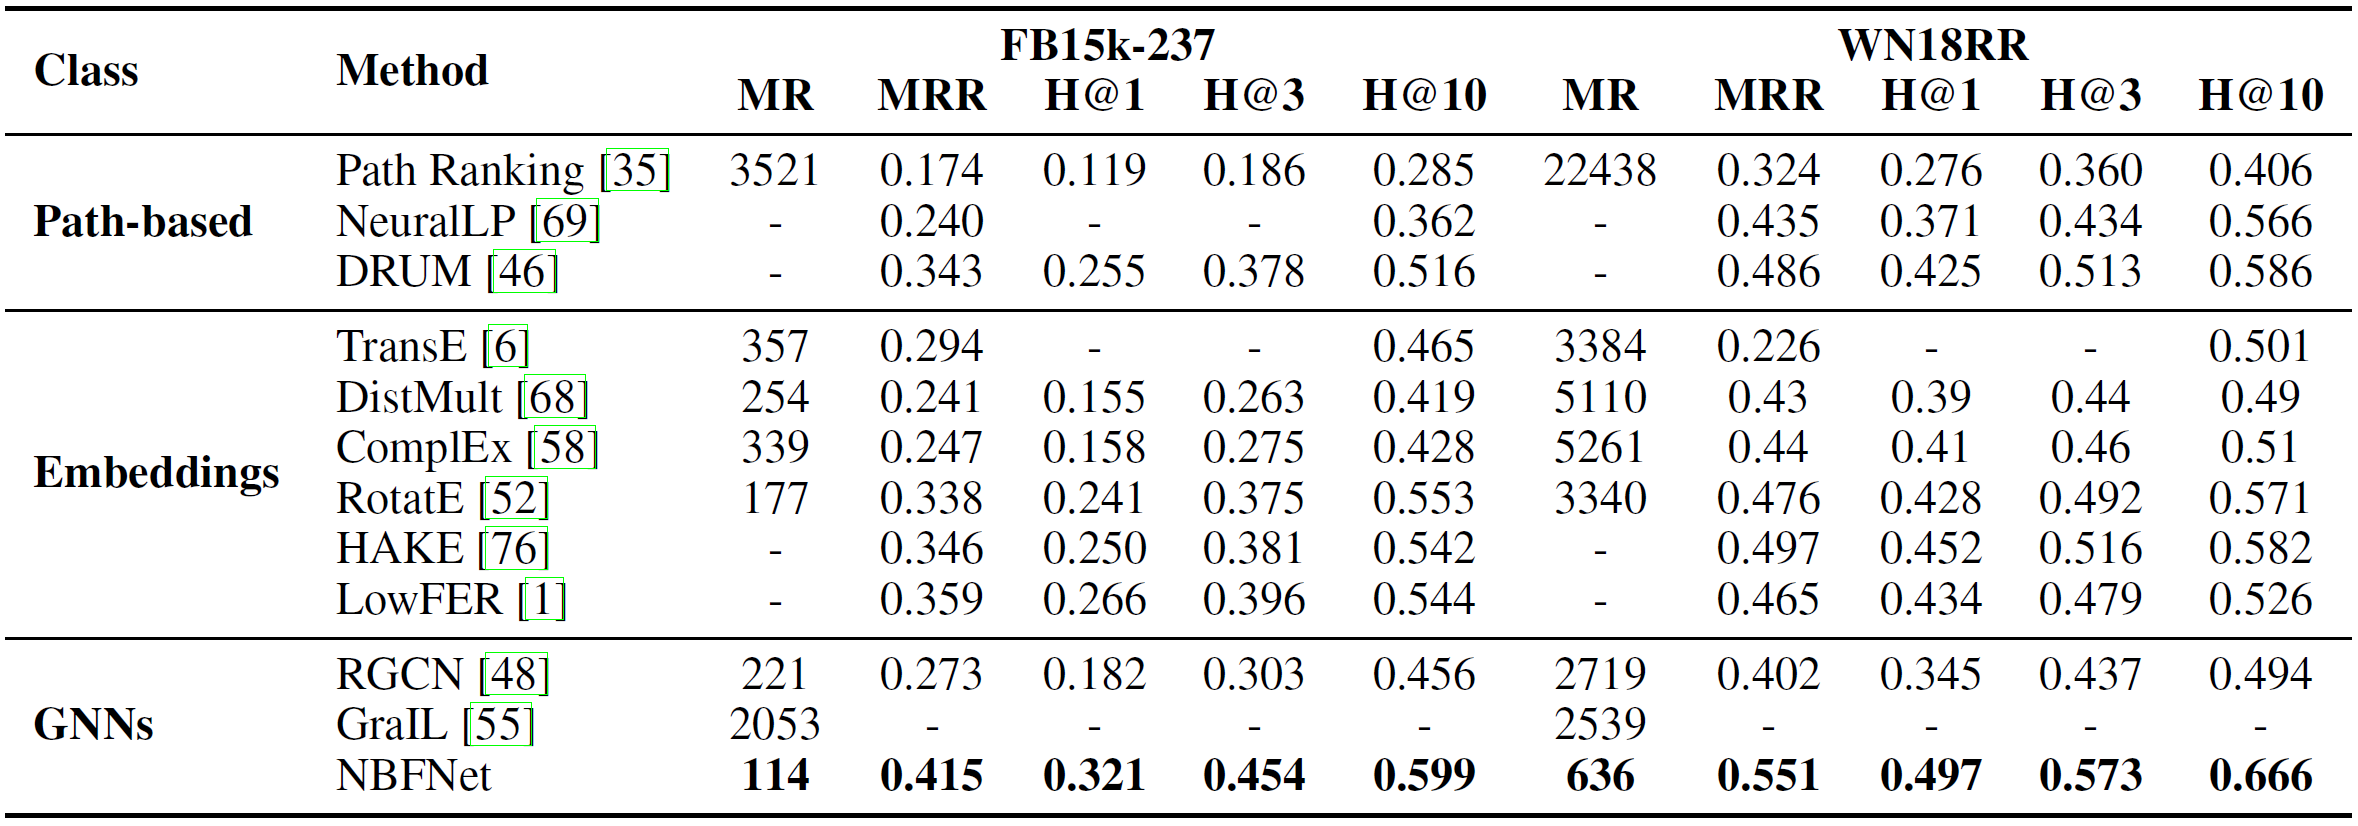 Class Method FB15k-237 WN18RR
MR MRR H@1 H@3 H@10 MR MRR H@1 H@3 H@10
Path-based
Path Ranking [35] 3521 0.174 0.119 0.186 0.285 22438 0.324 0.276 0.360 0.406
NeuralLP [69] - 0.240 - - 0.362 - 0.435 0.371 0.434 0.566
DRUM [46] - 0.343 0.255 0.378 0.516 - 0.486 0.425 0.513 0.586
Embeddings
TransE [6] 357 0.294 - - 0.465 3384 0.226 - - 0.501
DistMult [68] 254 0.241 0.155 0.263 0.419 5110 0.43 0.39 0.44 0.49
ComplEx [58] 339 0.247 0.158 0.275 0.428 5261 0.44 0.41 0.46 0.51
RotatE [52] 177 0.338 0.241 0.375 0.553 3340 0.476 0.428 0.492 0.571
HAKE [76] - 0.346 0.250 0.381 0.542 - 0.497 0.452 0.516 0.582
LowFER [1] - 0.359 0.266 0.396 0.544 - 0.465 0.434 0.479 0.526
GNNs
RGCN [48] 221 0.273 0.182 0.303 0.456 2719 0.402 0.345 0.437 0.494
GraIL [55] 2053 - - - - 2539 - - - -
NBFNet 114 0.415 0.321 0.454 0.599 636 0.551 0.497 0.573 0.666